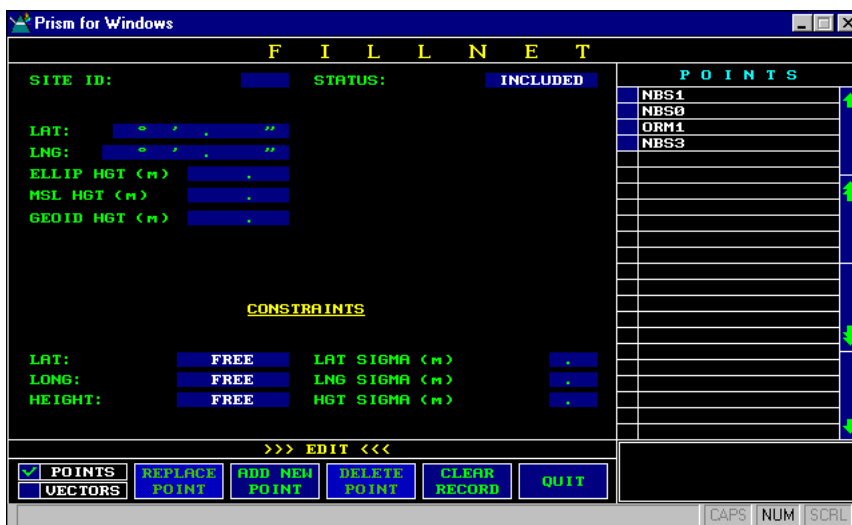 Prism for Windows
F I L L N E T
SITE ID: STATUS: INCLUDED
LAT: ° ' . "
LNG: ° ' . "
ELLIP HGT (m) .
MSL HGT (m) .
GEOID HGT (m) .
CONSTRAINTS
LAT: FREE LAT SIGMA (m) .
LONG: FREE LNG SIGMA (m) .
HEIGHT: FREE HGT SIGMA (m) .
P O I N T S
NBS1
NBS0
ORM1
NBS3
>>> EDIT <<<
POINTS
VECTORS
REPLACE
POINT
ADD NEW
POINT
DELETE
POINT
CLEAR
RECORD
QUIT
CAPS NUM SCRL